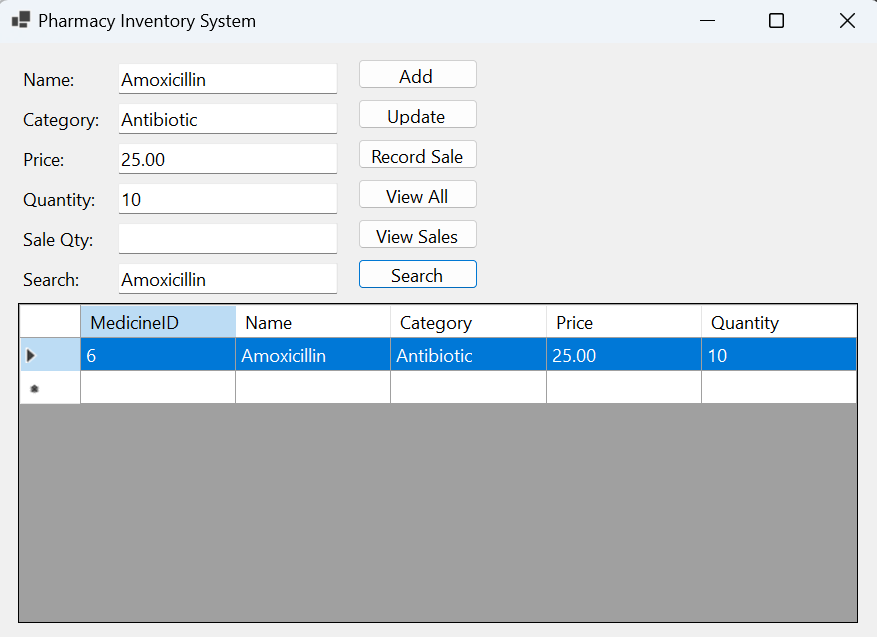 Pharmacy Inventory System
Name: Amoxicillin Add
Category: Antibiotic Update
Price: 25.00 Record Sale
Quantity: 10 View All
Sale Qty: View Sales
Search: Amoxicillin Search
MedicineID Name Category Price Quantity
6 Amoxicillin Antibiotic 25.00 10